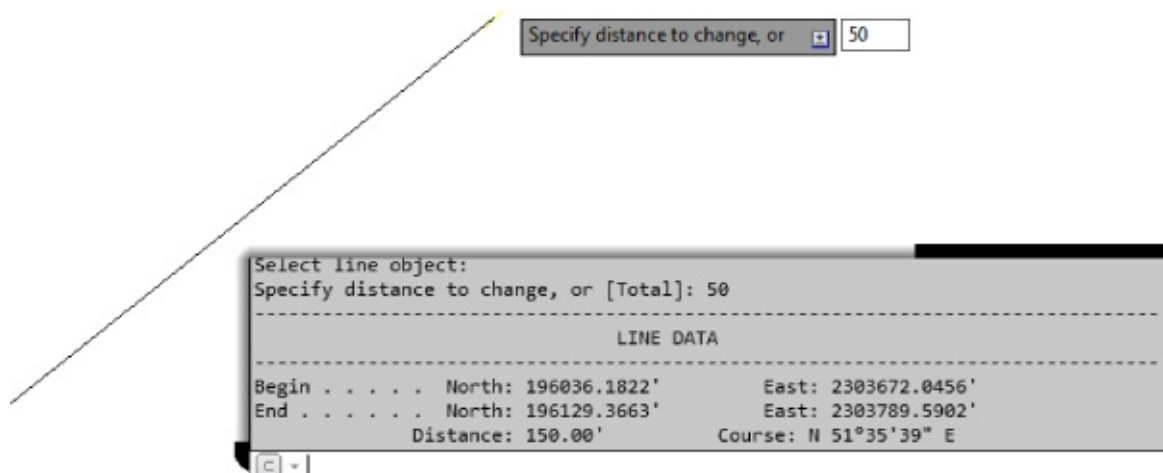 Specify distance to change, or 50
Select line object:
Specify distance to change, or [Total]: 50
LINE DATA
Begin . . . . . North: 196036.1822' East: 2303672.0456'
End . . . . . . North: 196129.3663' East: 2303789.5902'
Distance: 150.00' Course: N 51°35'39" E